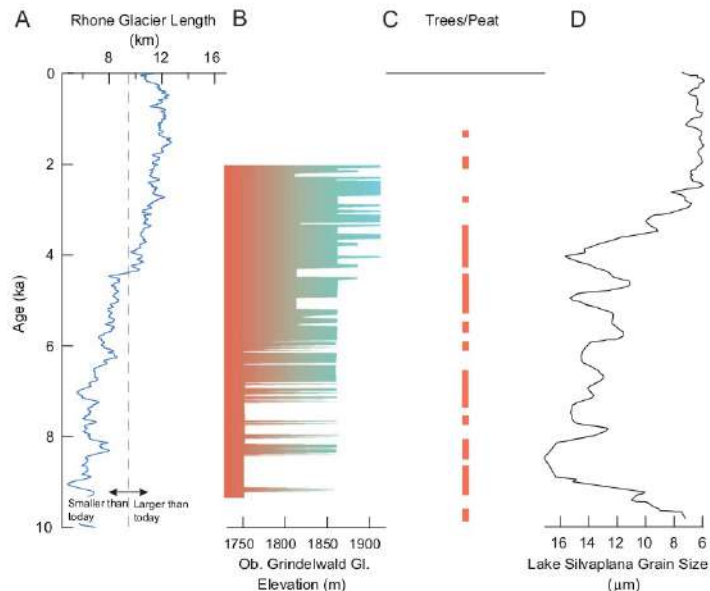 A
Rhone Glacier Length
(km)
8 12 16
B
C
Trees/Peat
D
0
2
4
6
8
10
Age (ka)
Smaller than
today
Larger than
today
1750 1800 1850 1900
Ob. Grindelwald Gl.
Elevation (m)
16 14 12 10 8 6
Lake Silvaplana Grain Size
(μm)